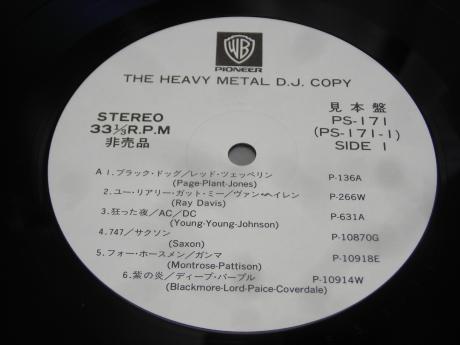 WB
PIONEER
THE HEAVY METAL D.J. COPY
STEREO
33⅓R.P.M
非売品
見本盤
PS-171
(PS-171-1)
SIDE 1
A 1. ブラック・ドッグ/レッド・ツェッペリン P-136A
(Page-Plant-Jones)
2. ユー・リアリー・ガット・ミー/ヴァン・ヘイレン P-266W
(Ray Davis)
3. 狂った夜/AC/DC P-631A
(Young-Young-Johnson)
4. 747/サクソン P-10870G
(Saxon)
5. フォー・ホースメン/ガンマ P-10918E
(Montrose-Pattison)
6. 紫の炎/ディープ・パープル P-10914W
(Blackmore-Lord-Paice-Coverdale)